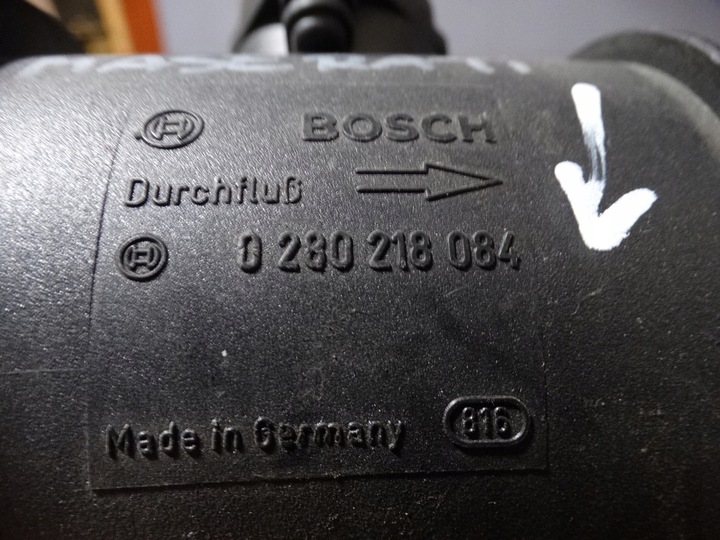 BOSCH
Durchfluß
0 280 218 084
Made in Germany 816